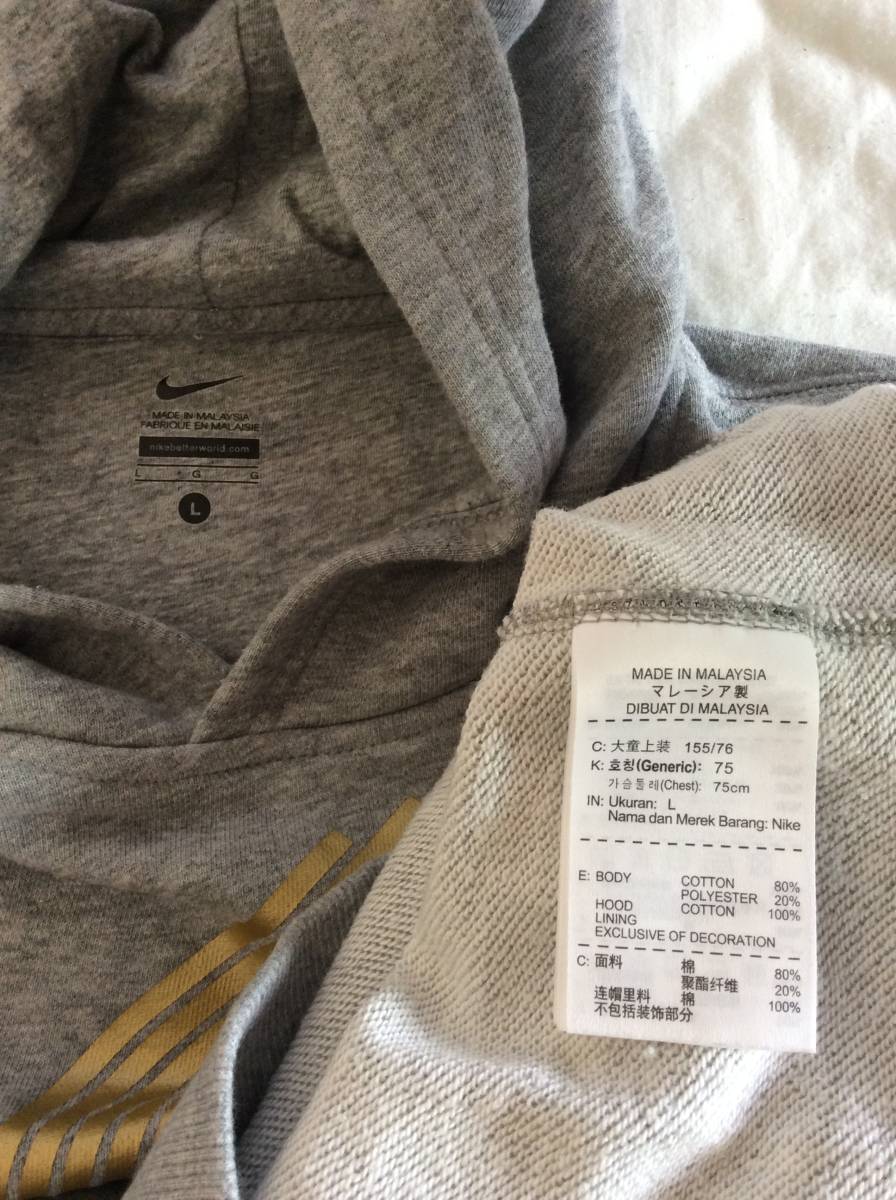 MADE IN MALAYSIA
FABRIQUE EN MALAISIE
nikebetterworld.com
L G G
L
MADE IN MALAYSIA
マレーシア製
DIBUAT DI MALAYSIA
C: 大童上装 155/76
K: 호칭(Generic): 75
가슴둘레(Chest): 75cm
IN: Ukuran: L
Nama dan Merek Barang: Nike
E: BODY COTTON 80%
POLYESTER 20%
HOOD COTTON 100%
LINING
EXCLUSIVE OF DECORATION
C: 面料 棉 80%
聚酯纤维 20%
连帽里料 棉 100%
不包括装饰部分